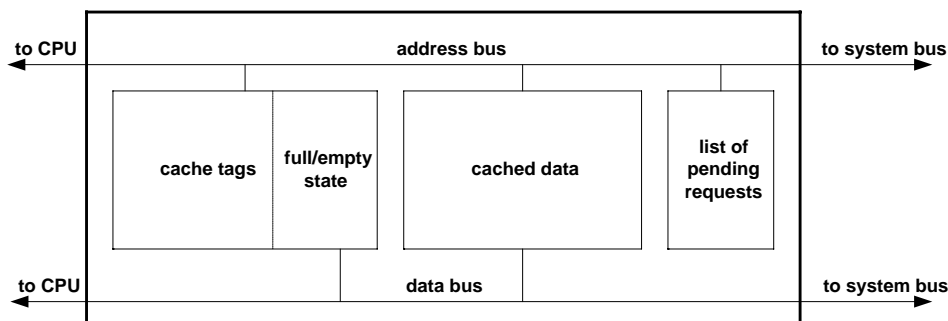 to CPU
address bus
to system bus
cache tags
full/empty
state
cached data
list of
pending
requests
to CPU
data bus
to system bus